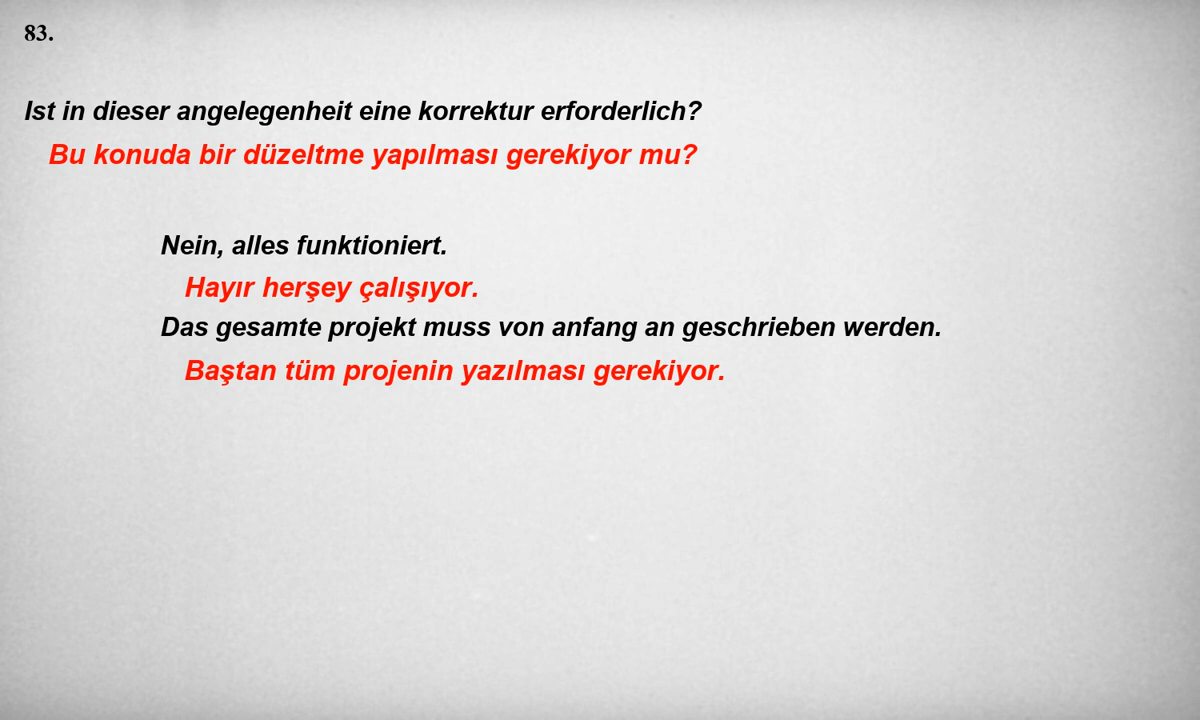 83.
Ist in dieser angelegenheit eine korrektur erforderlich?
Bu konuda bir düzeltme yapılması gerekiyor mu?
Nein, alles funktioniert.
Hayır herşey çalışıyor.
Das gesamte projekt muss von anfang an geschrieben werden.
Baştan tüm projenin yazılması gerekiyor.